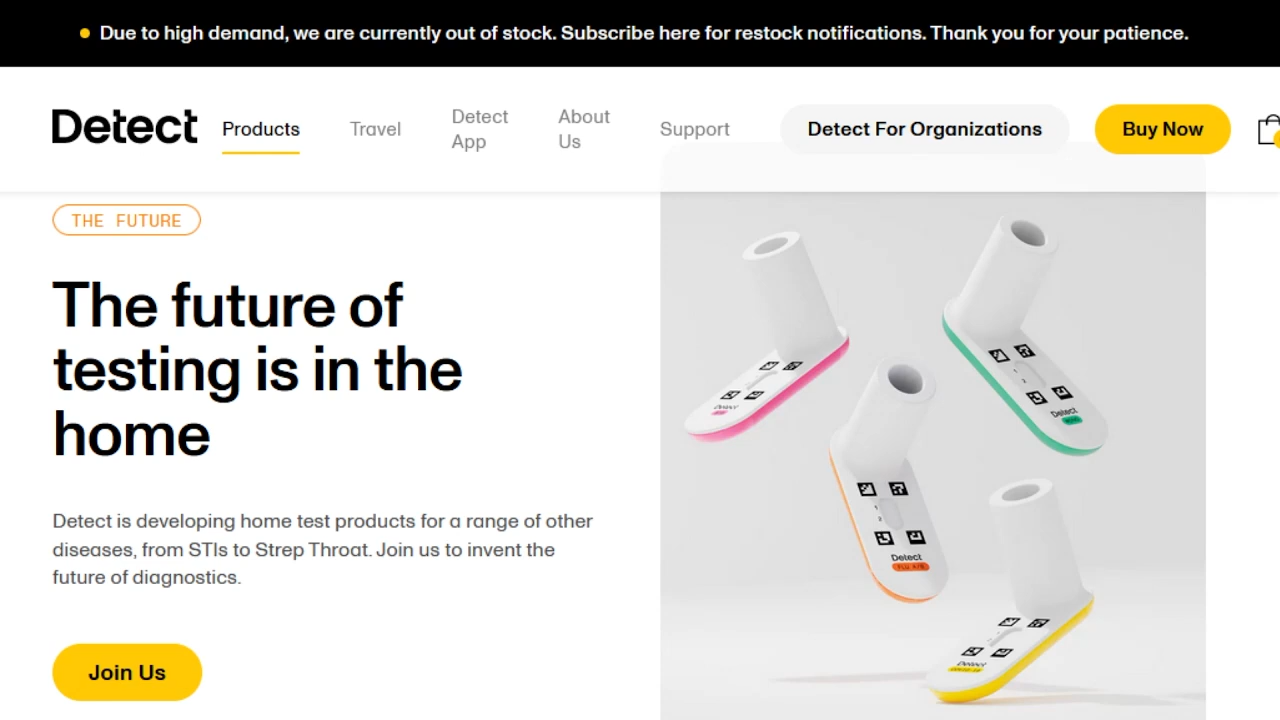 Due to high demand, we are currently out of stock. Subscribe here for restock notifications. Thank you for your patience.
Detect
Products
Travel
Detect
App
About
Us
Support
Detect For Organizations
Buy Now
THE FUTURE
The future of
testing is in the
home
Detect is developing home test products for a range of other
diseases, from STIs to Strep Throat. Join us to invent the
future of diagnostics.
Join Us
Detect
Detect
Detect
FLU A/B
Detect